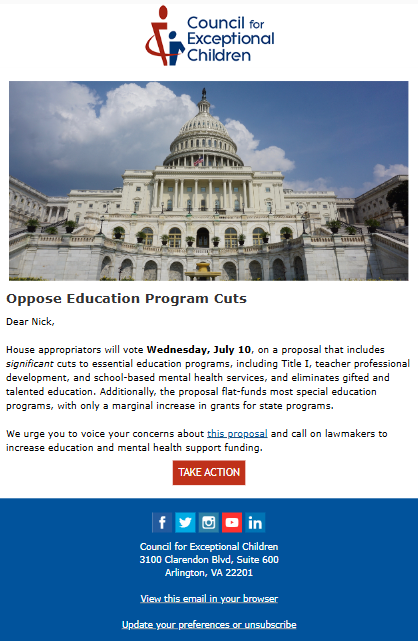 Council for
Exceptional
Children
Oppose Education Program Cuts
Dear Nick,
House appropriators will vote Wednesday, July 10, on a proposal that includes
significant cuts to essential education programs, including Title I, teacher professional
development, and school-based mental health services, and eliminates gifted and
talented education. Additionally, the proposal flat-funds most special education
programs, with only a marginal increase in grants for state programs.
We urge you to voice your concerns about this proposal and call on lawmakers to
increase education and mental health support funding.
TAKE ACTION
Council for Exceptional Children
3100 Clarendon Blvd, Suite 600
Arlington, VA 22201
View this email in your browser
Update your preferences or unsubscribe